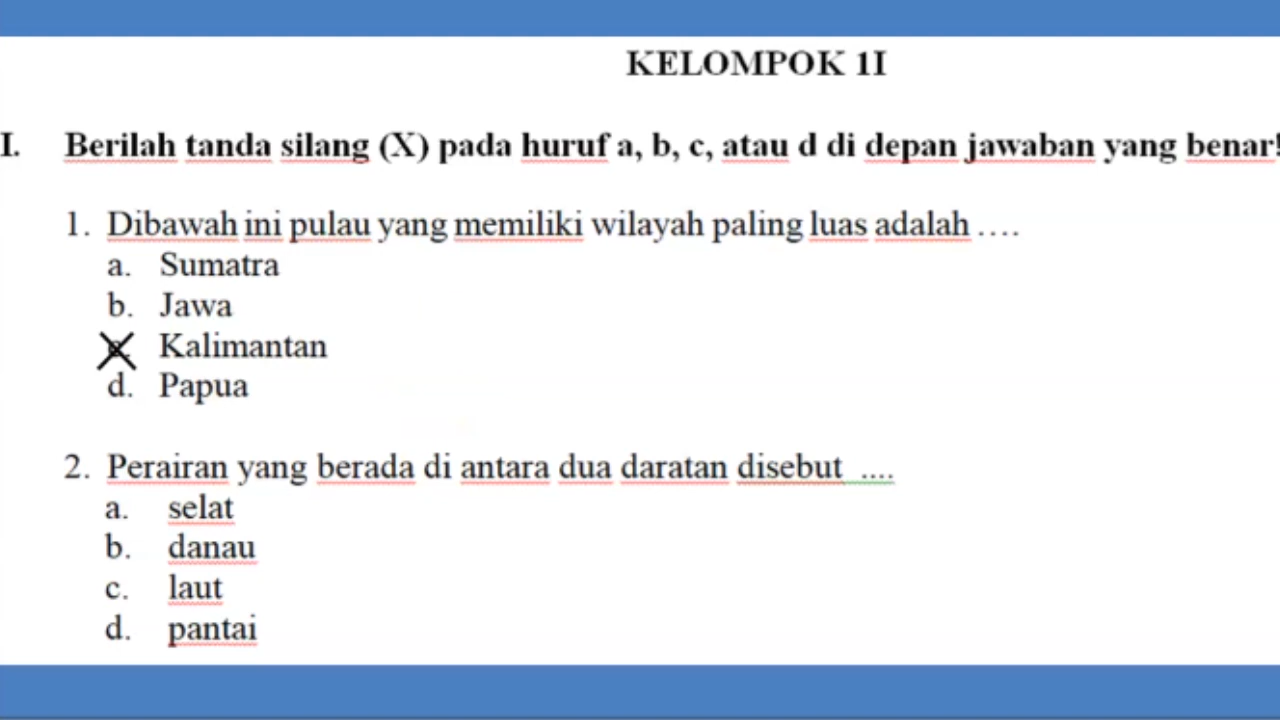 KELOMPOK 1I
I. Berilah tanda silang (X) pada huruf a, b, c, atau d di depan jawaban yang benar!
1. Dibawah ini pulau yang memiliki wilayah paling luas adalah ....
a. Sumatra
b. Jawa
c. Kalimantan
d. Papua
2. Perairan yang berada di antara dua daratan disebut ....
a. selat
b. danau
c. laut
d. pantai